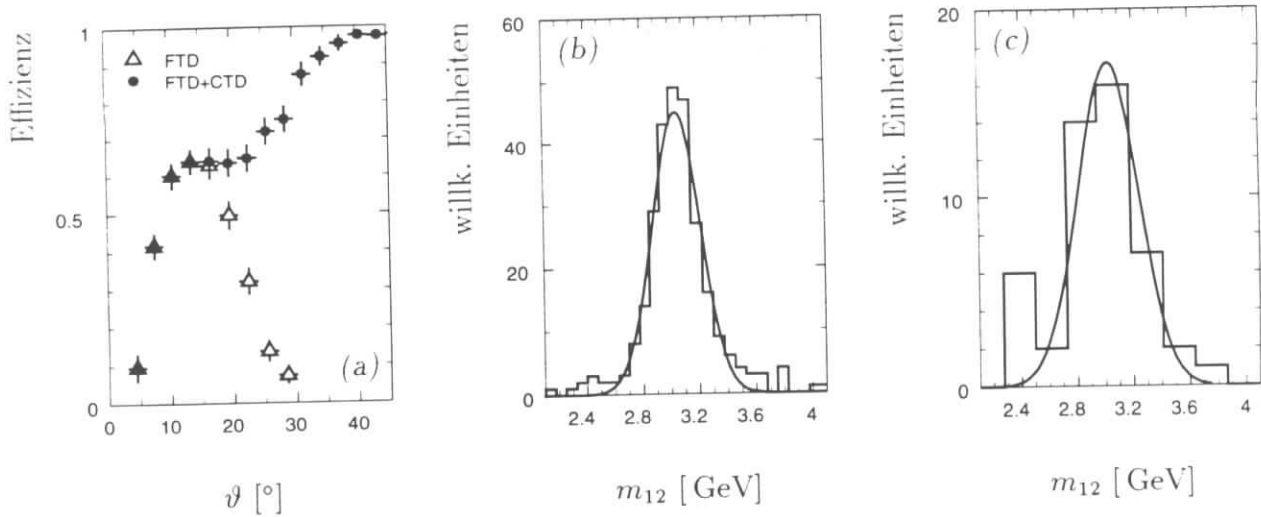 Effizienz
1
0.5
0
△ FTD
● FTD+CTD
(a)
0 10 20 30 40
ϑ [°]
willk. Einheiten
60
40
20
0
(b)
2.4 2.8 3.2 3.6 4
m₁₂ [GeV]
willk. Einheiten
20
10
0
(c)
2.4 2.8 3.2 3.6 4
m₁₂ [GeV]